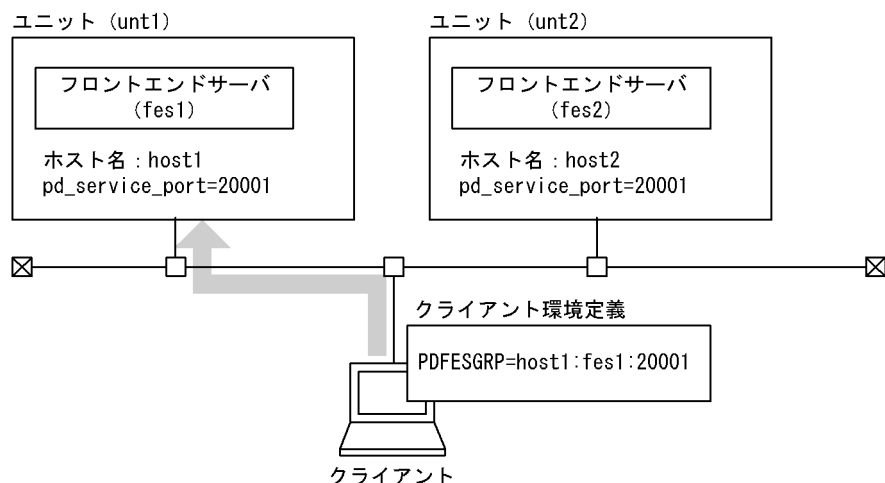 ユニット（unt1）
フロントエンドサーバ
（fes1）
ホスト名：host1
pd_service_port=20001
ユニット（unt2）
フロントエンドサーバ
（fes2）
ホスト名：host2
pd_service_port=20001
クライアント環境定義
PDFESGRP=host1:fes1:20001
クライアント